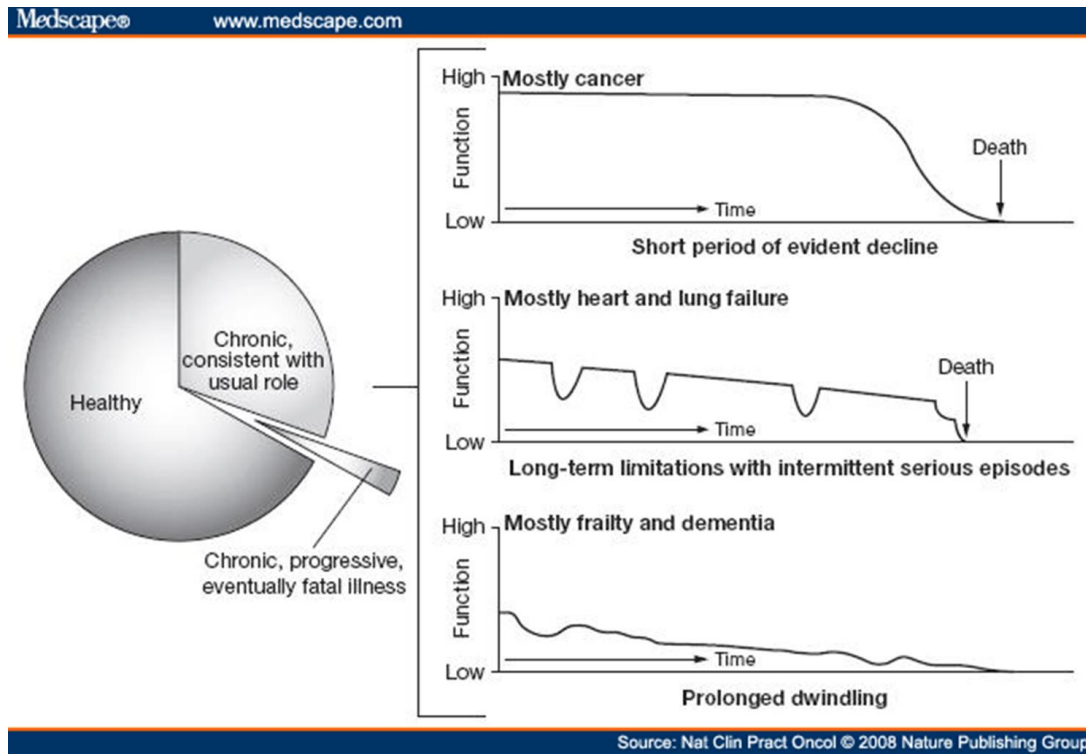 Medscape® www.medscape.com
Healthy
Chronic,
consistent with
usual role
Chronic, progressive,
eventually fatal illness
High
Mostly cancer
Function
Death
Time
Low
Short period of evident decline
High
Mostly heart and lung failure
Function
Death
Time
Low
Long-term limitations with intermittent serious episodes
High
Mostly frailty and dementia
Function
Time
Low
Prolonged dwindling
Source: Nat Clin Pract Oncol © 2008 Nature Publishing Group